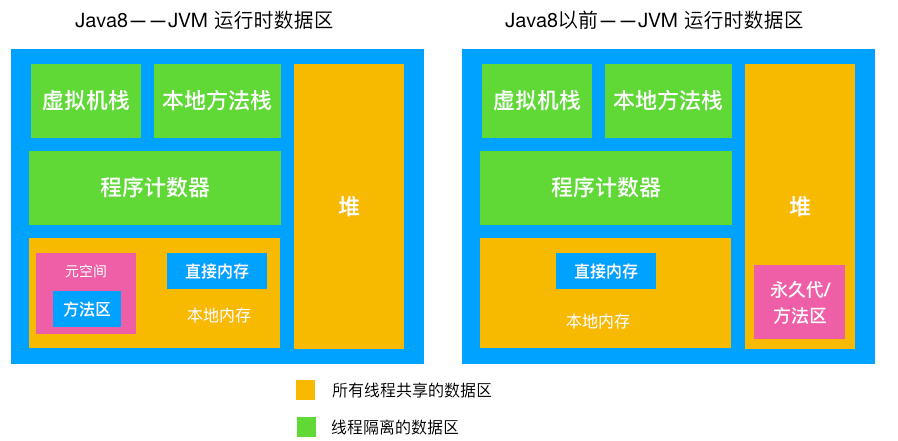 Java8——JVM 运行时数据区
虚拟机栈
本地方法栈
程序计数器
堆
元空间
方法区
直接内存
本地内存
Java8以前——JVM 运行时数据区
虚拟机栈
本地方法栈
程序计数器
堆
直接内存
本地内存
永久代/
方法区
所有线程共享的数据区
线程隔离的数据区